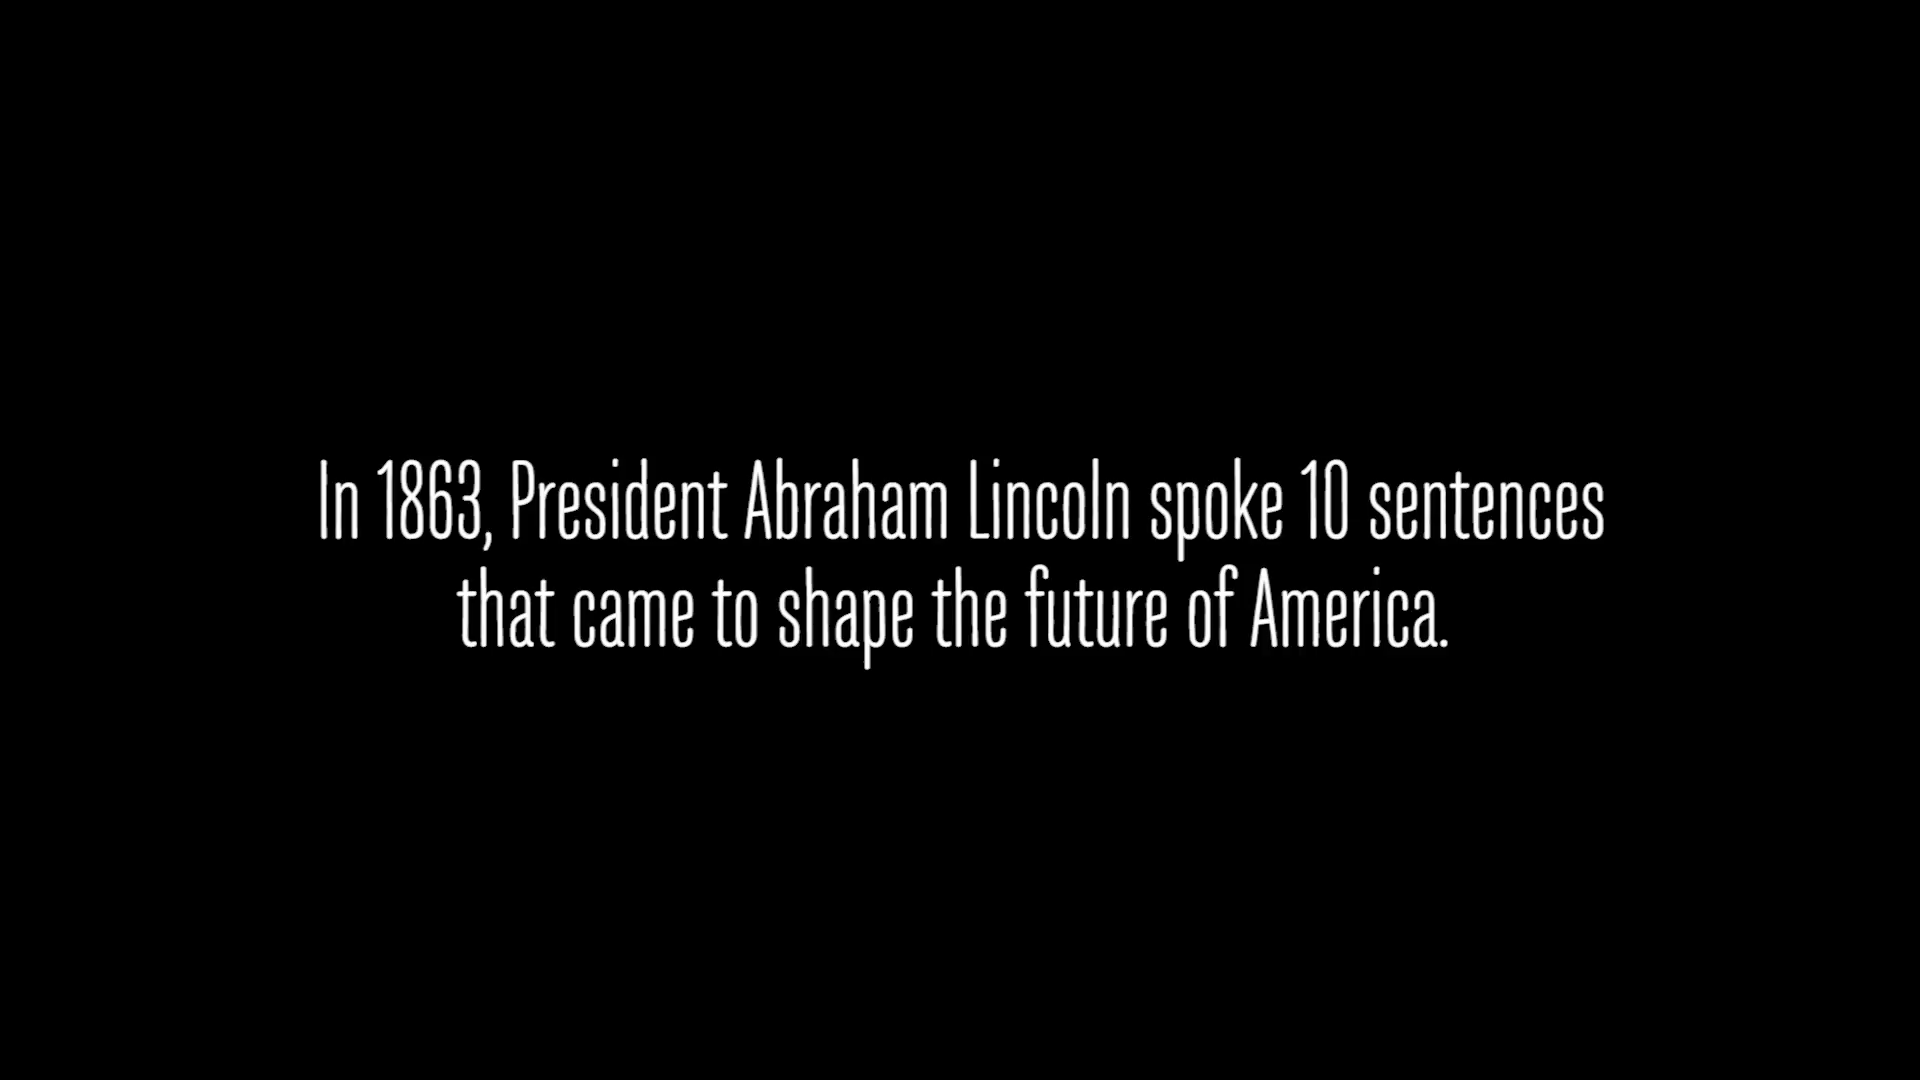 In 1863, President Abraham Lincoln spoke 10 sentences
that came to shape the future of America.